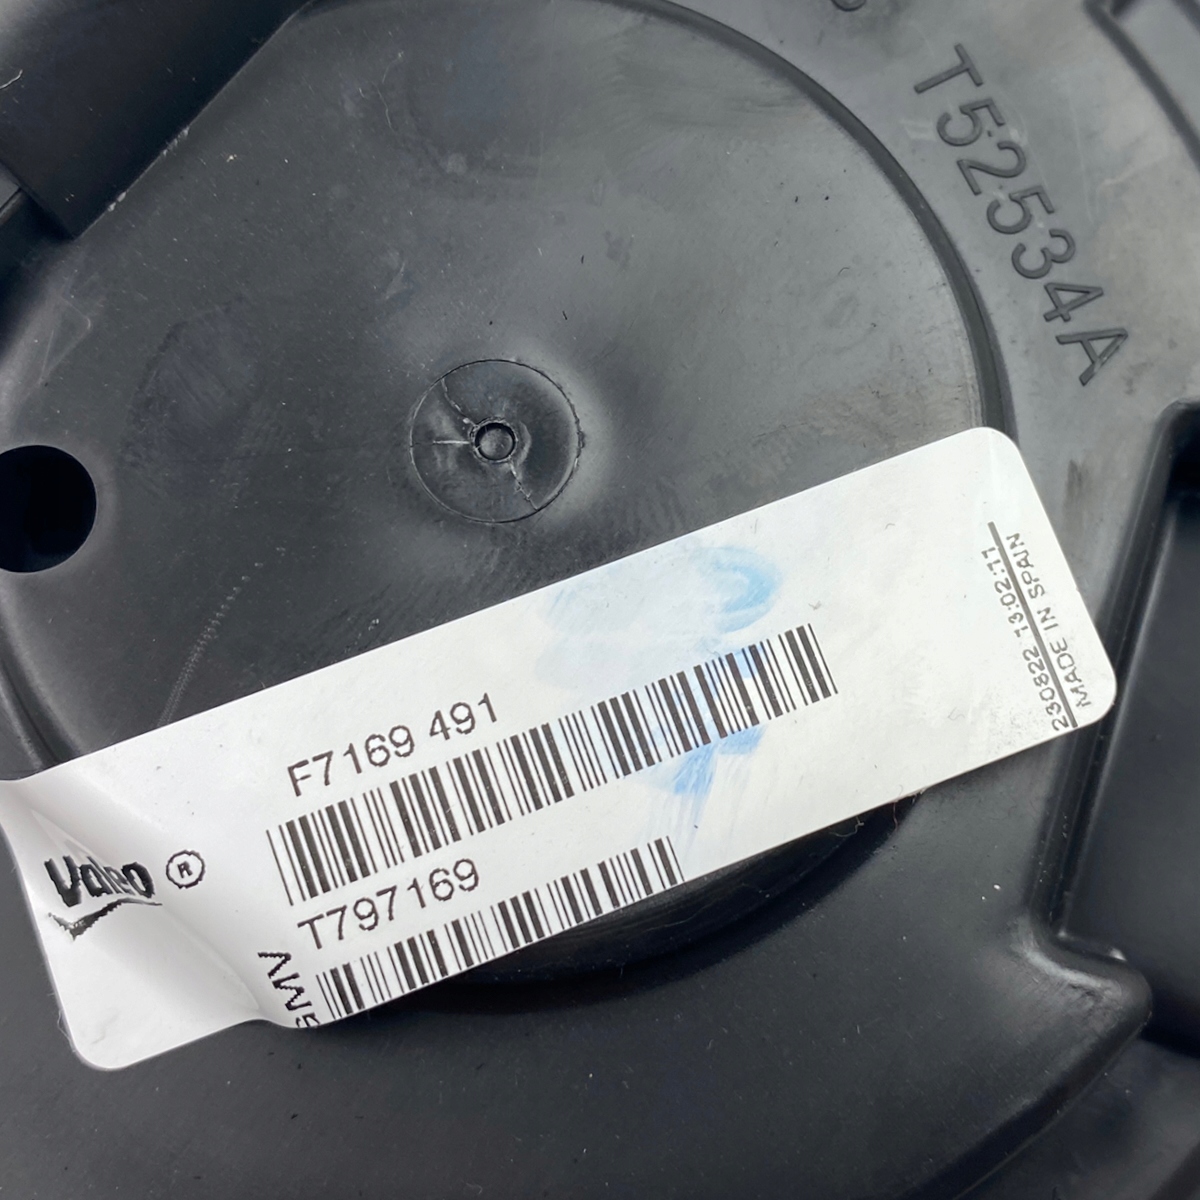 T52534A
F7169 491
T797169
Valeo ®
230822 13:02:11
MADE IN SPAIN